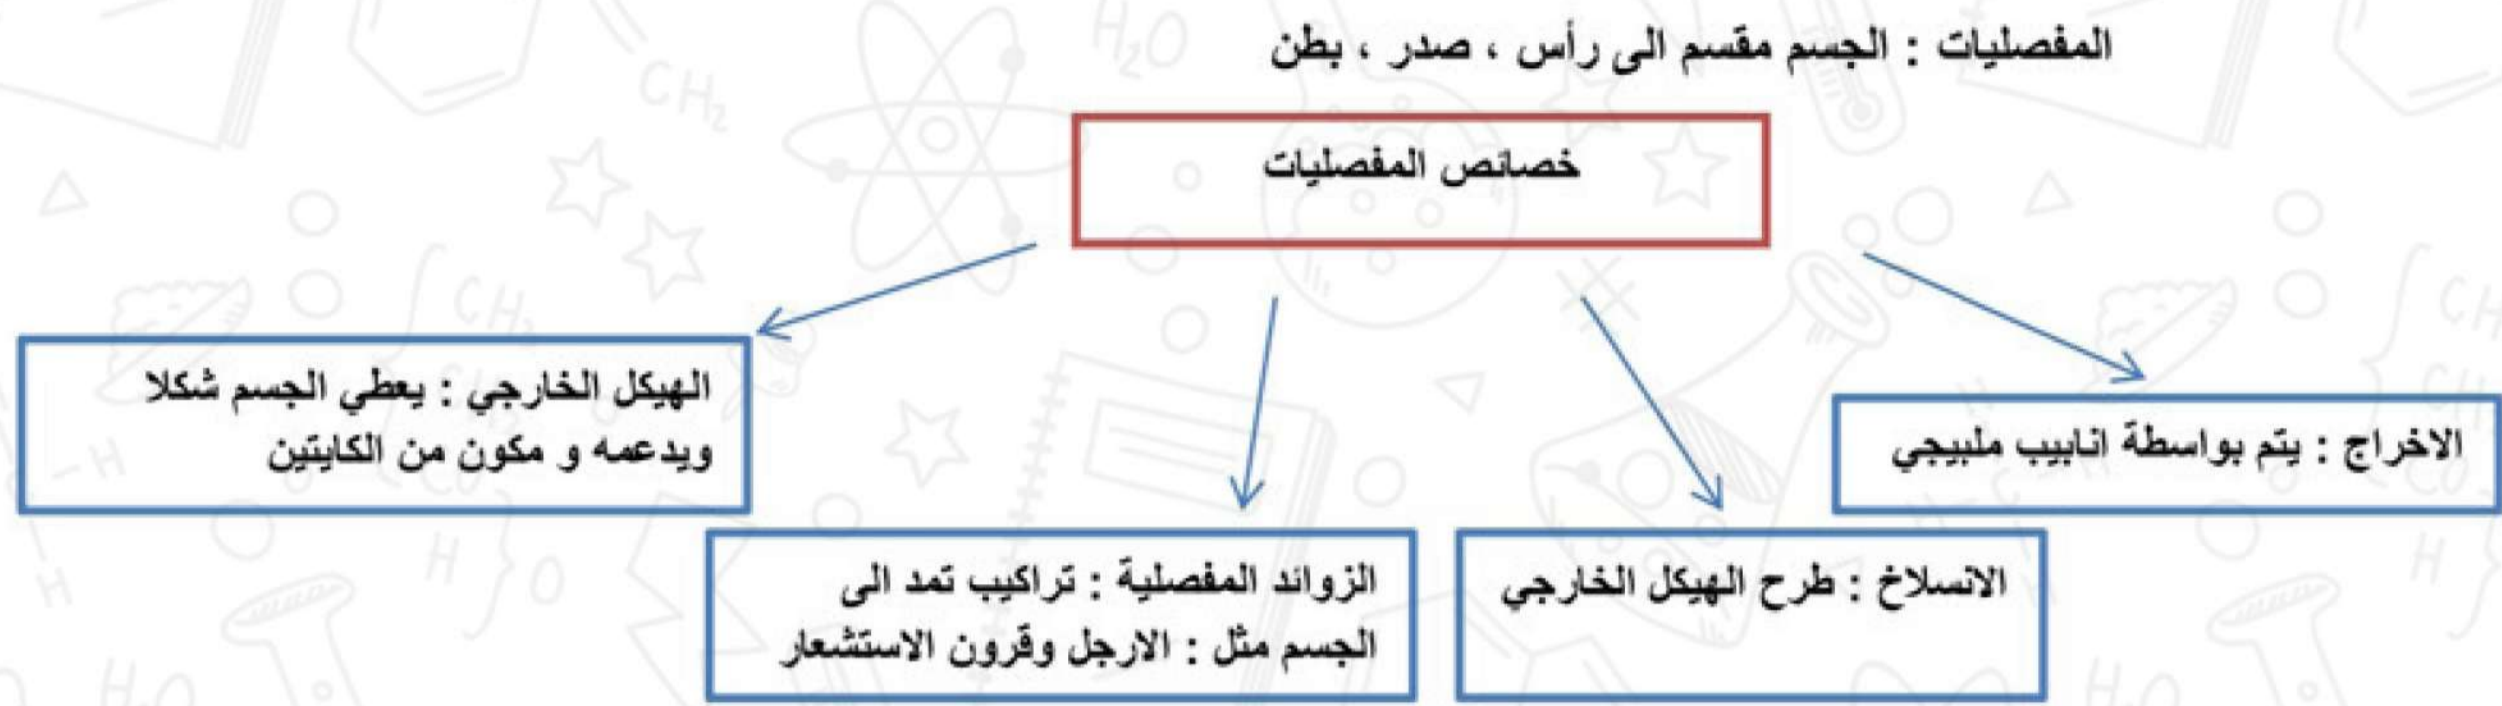 المفصليات : الجسم مقسم الى رأس ، صدر ، بطن
خصائص المفصليات
الاخراج : يتم بواسطة انابيب ملبيجي
الانسلاخ : طرح الهيكل الخارجي
الزوائد المفصلية : تراكيب تمد الى
الجسم مثل : الارجل وقرون الاستشعار
الهيكل الخارجي : يعطي الجسم شكلا
ويدعمه و مكون من الكايتين